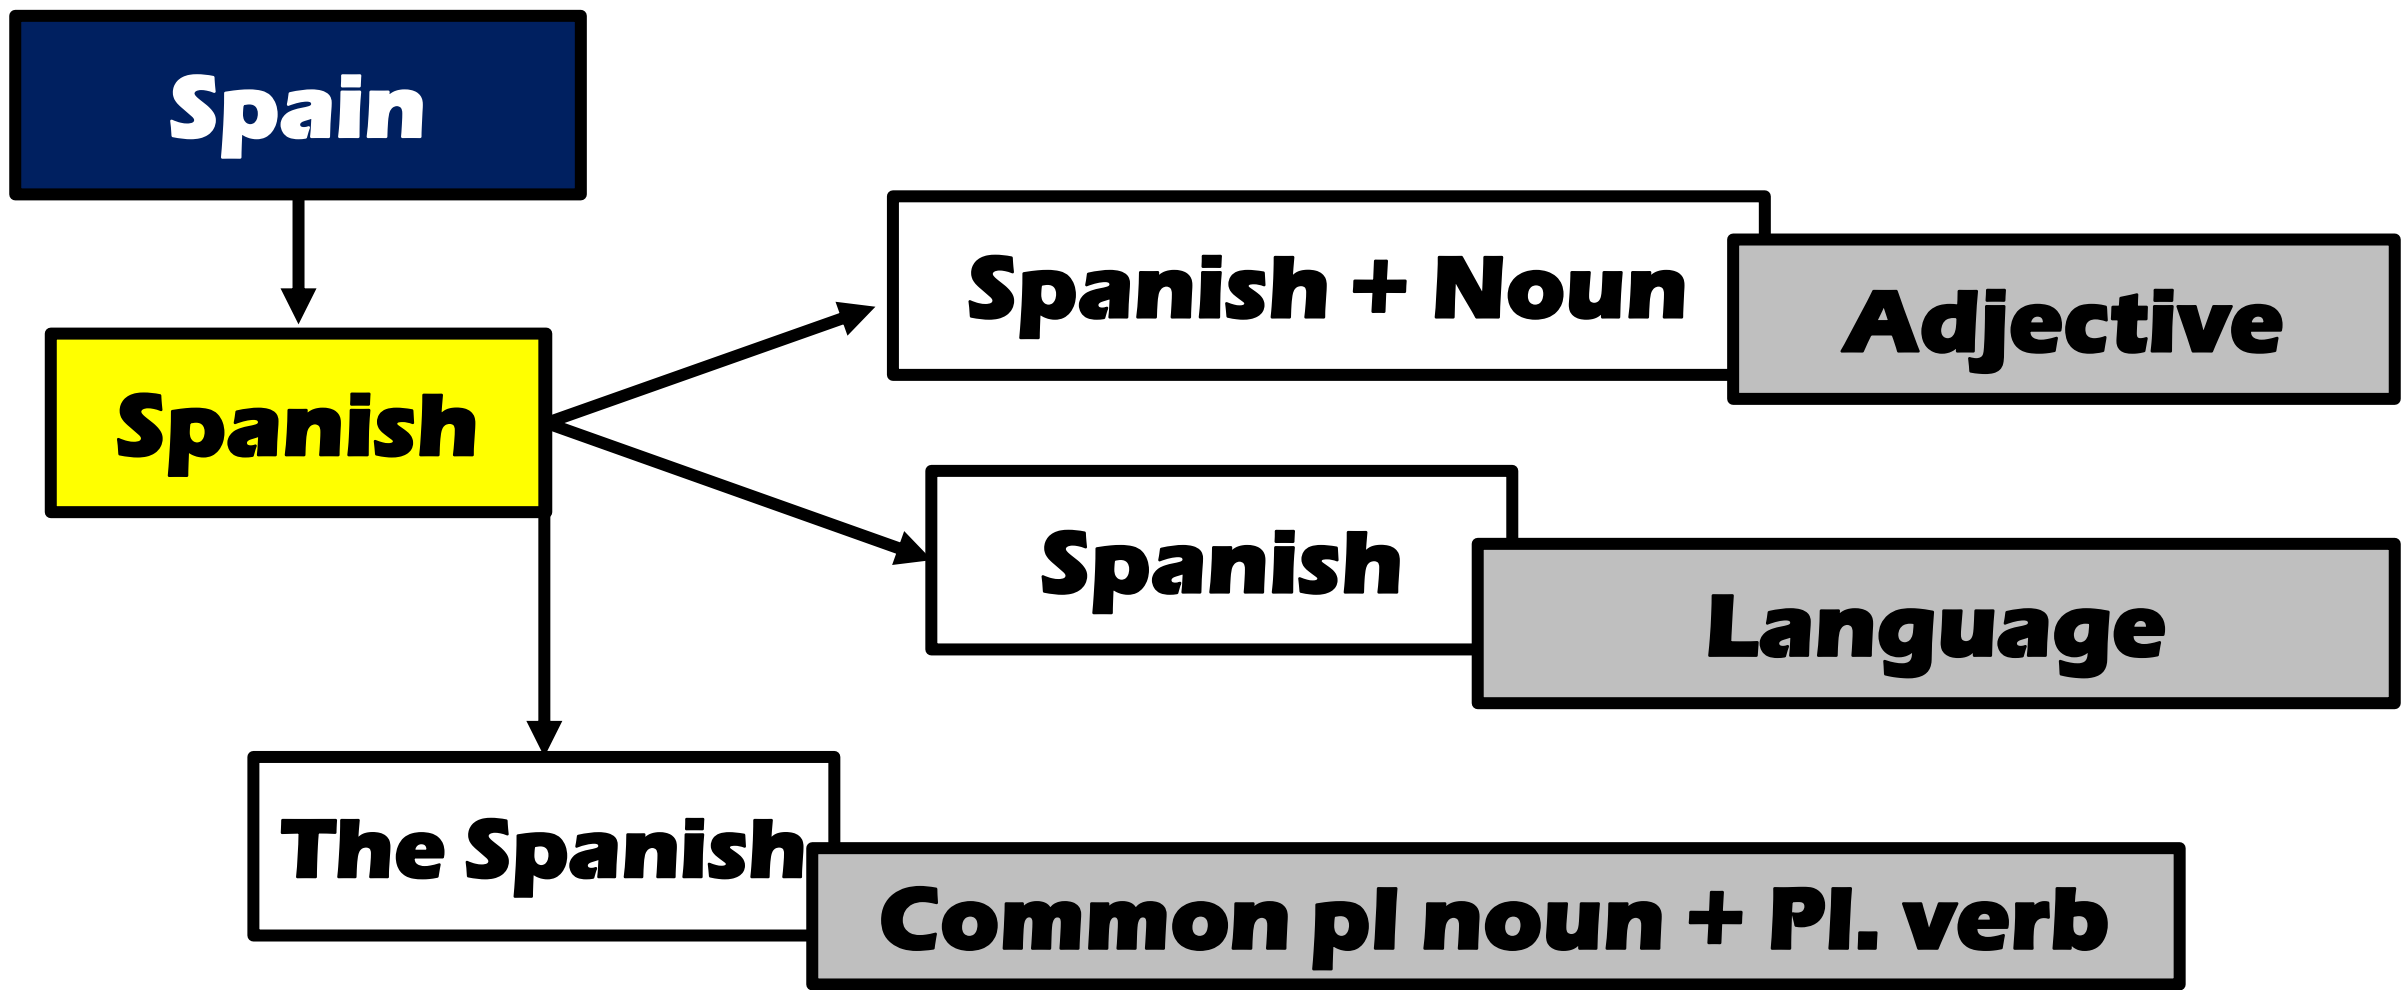 Spain
Spanish + Noun
Adjective
Spanish
Spanish
Language
The Spanish
Common pl noun + Pl. verb